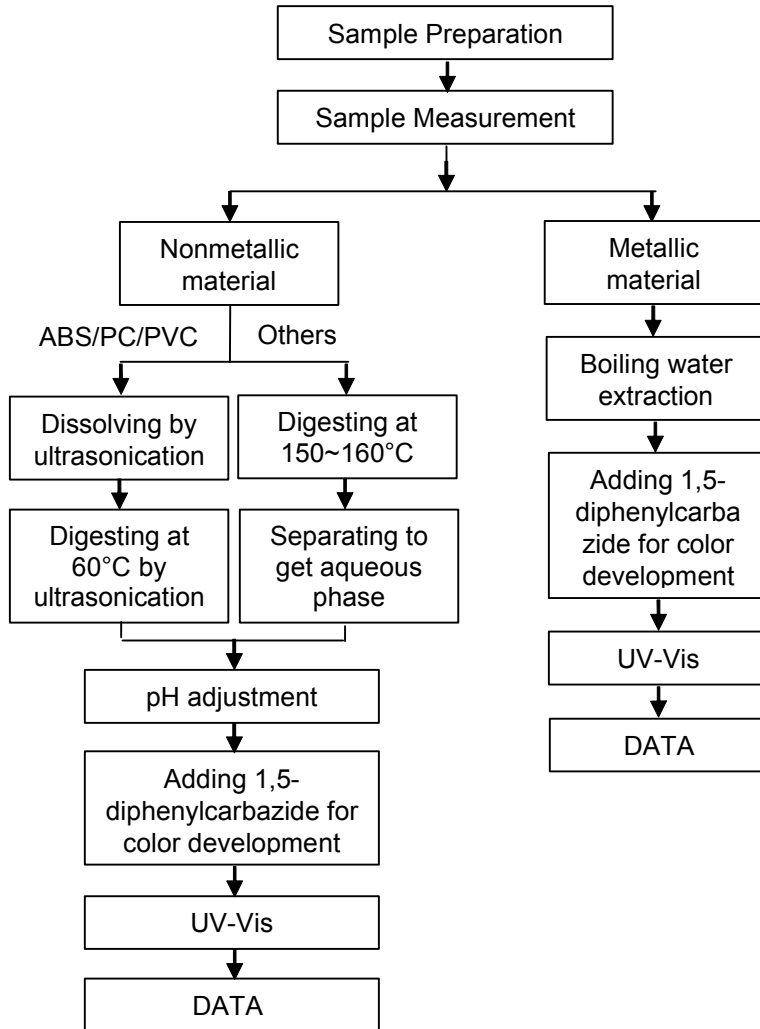 Sample Preparation
Sample Measurement
Nonmetallic
material
ABS/PC/PVC
Others
Dissolving by
ultrasonication
Digesting at
150~160°C
Digesting at
60°C by
ultrasonication
Separating to
get aqueous
phase
pH adjustment
Adding 1,5-
diphenylcarbazide for
color development
UV-Vis
DATA
Metallic
material
Boiling water
extraction
Adding 1,5-
diphenylcarba
zide for color
development
UV-Vis
DATA